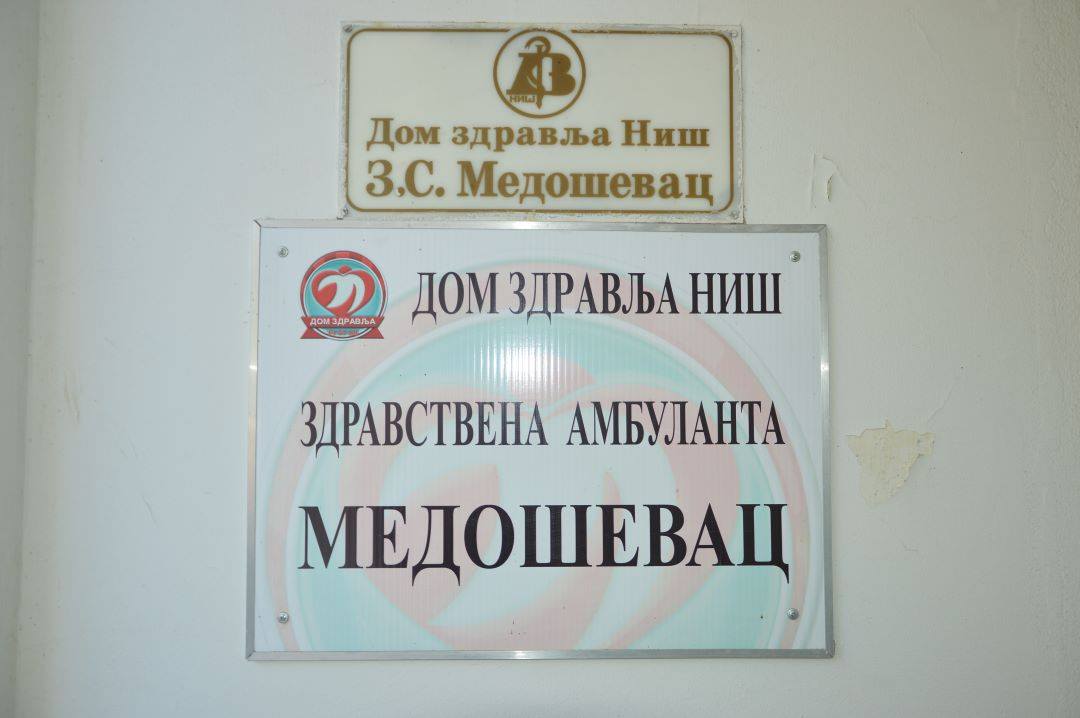 НИШ
Дом здравља Ниш
З,С. Медошевац
ДОМ ЗДРАВЉА НИШ
ДОМ ЗДРАВЉА
ЗДРАВСТВЕНА АМБУЛАНТА
МЕДОШЕВАЦ